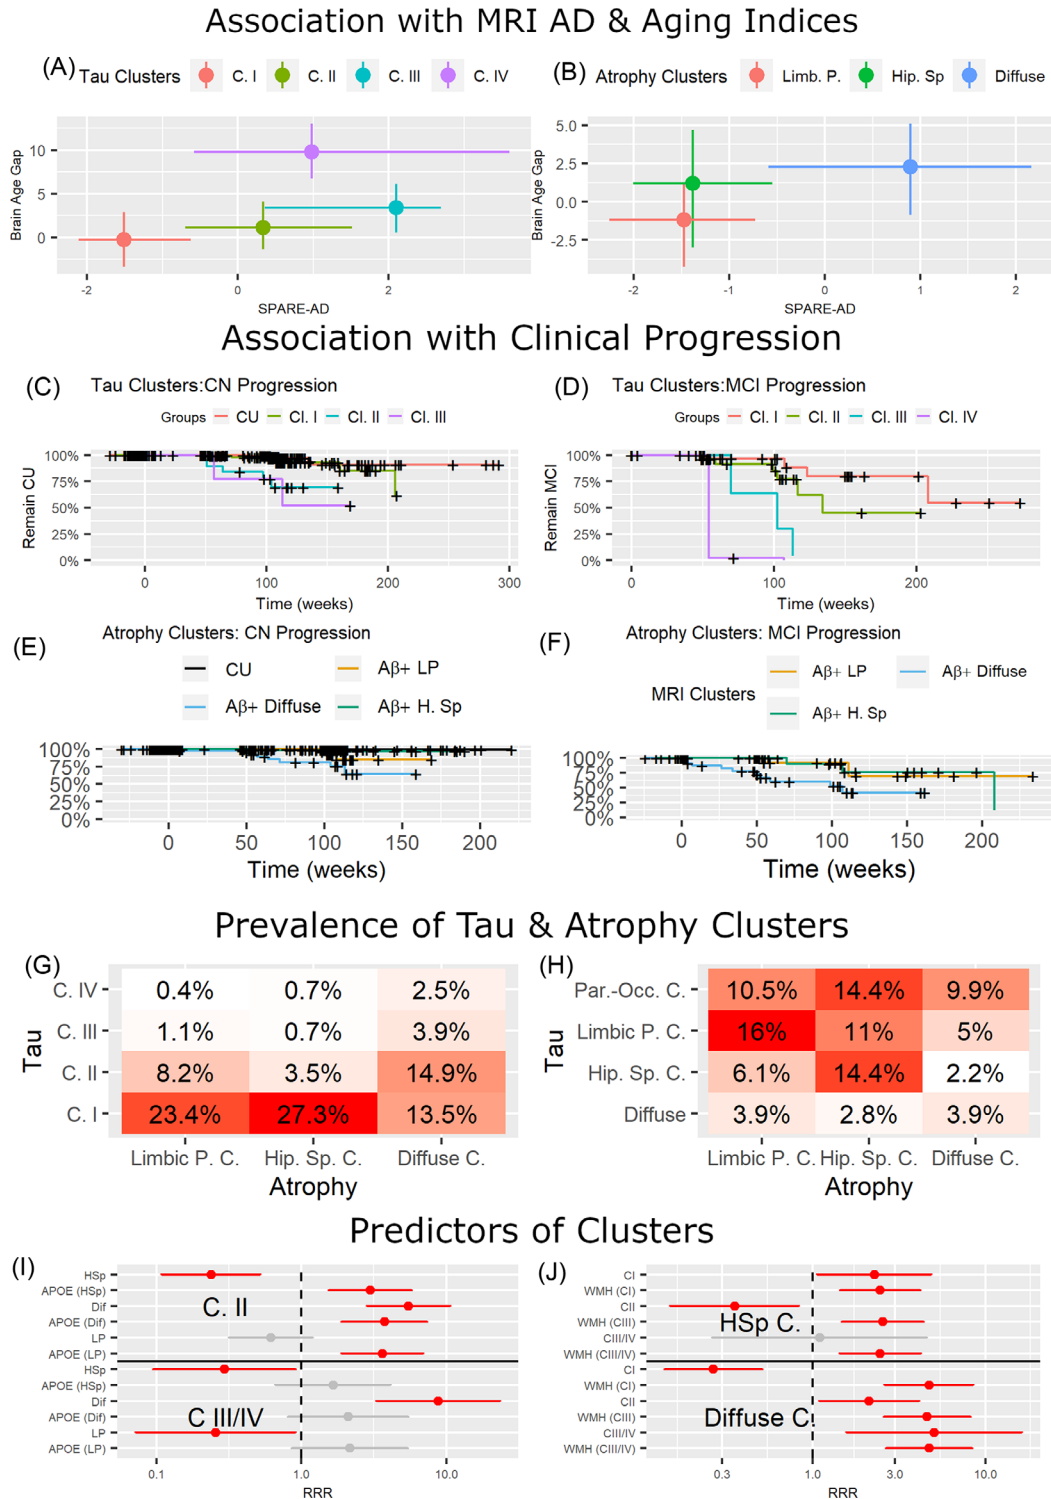 Association with MRI AD & Aging Indices
(A) Tau Clusters C. I C. II C. III C. IV
(B) Atrophy Clusters Limb. P. Hip. Sp Diffuse
Brain Age Gap
10
5
0
-2 0 2
SPARE-AD
Brain Age Gap
5.0
2.5
0.0
-2.5
-2 -1 0 1 2
SPARE-AD
Association with Clinical Progression
(C) Tau Clusters:CN Progression
Groups CU Cl. I Cl. II Cl. III
Remain CU
100%
75%
50%
25%
0%
0 100 200 300
Time (weeks)
(D) Tau Clusters:MCI Progression
Groups Cl. I Cl. II Cl. III Cl. IV
Remain MCI
100%
75%
50%
25%
0%
0 100 200
Time (weeks)
(E) Atrophy Clusters: CN Progression
CU Aβ+ LP
Aβ+ Diffuse Aβ+ H. Sp
100%
75%
50%
25%
0%
0 50 100 150 200
Time (weeks)
(F) Atrophy Clusters: MCI Progression
MRI Clusters
Aβ+ LP Aβ+ Diffuse
Aβ+ H. Sp
100%
75%
50%
25%
0%
0 50 100 150 200
Time (weeks)
Prevalence of Tau & Atrophy Clusters
(G)
Tau
C. IV 0.4% 0.7% 2.5%
C. III 1.1% 0.7% 3.9%
C. II 8.2% 3.5% 14.9%
C. I 23.4% 27.3% 13.5%
Limbic P. C. Hip. Sp. C. Diffuse C.
Atrophy
(H)
Tau
Par.-Occ. C. 10.5% 14.4% 9.9%
Limbic P. C. 16% 11% 5%
Hip. Sp. C. 6.1% 14.4% 2.2%
Diffuse 3.9% 2.8% 3.9%
Limbic P. C. Hip. Sp. C. Diffuse C.
Atrophy
Predictors of Clusters
(I)
HSp
APOE (HSp)
Dif
APOE (Dif)
LP
APOE (LP)
C. II
HSp
APOE (HSp)
Dif
APOE (Dif)
LP
APOE (LP)
C III/IV
0.1 1.0 10.0
RRR
(J)
CI
WMH (CI)
CII
WMH (CIII)
CIII/IV
WMH (CIII/IV)
HSp C.
CI
WMH (CI)
CII
WMH (CIII)
CIII/IV
WMH (CIII/IV)
Diffuse C.
0.3 1.0 3.0 10.0
RRR